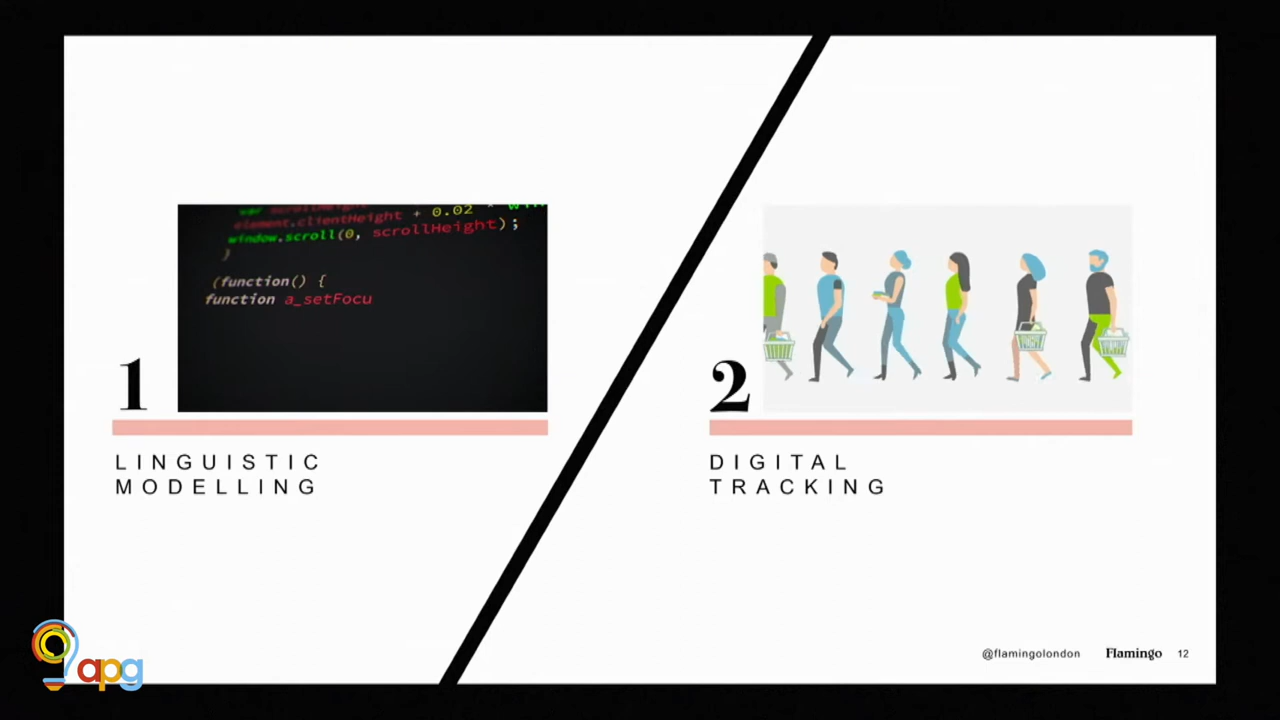 element.clientHeight + 0.02 *
window.scroll(0, scrollHeight);
}
(function() {
function a_setFocu
1
LINGUISTIC
MODELLING
2
DIGITAL
TRACKING
@flamingolondon Flamingo 12
apg